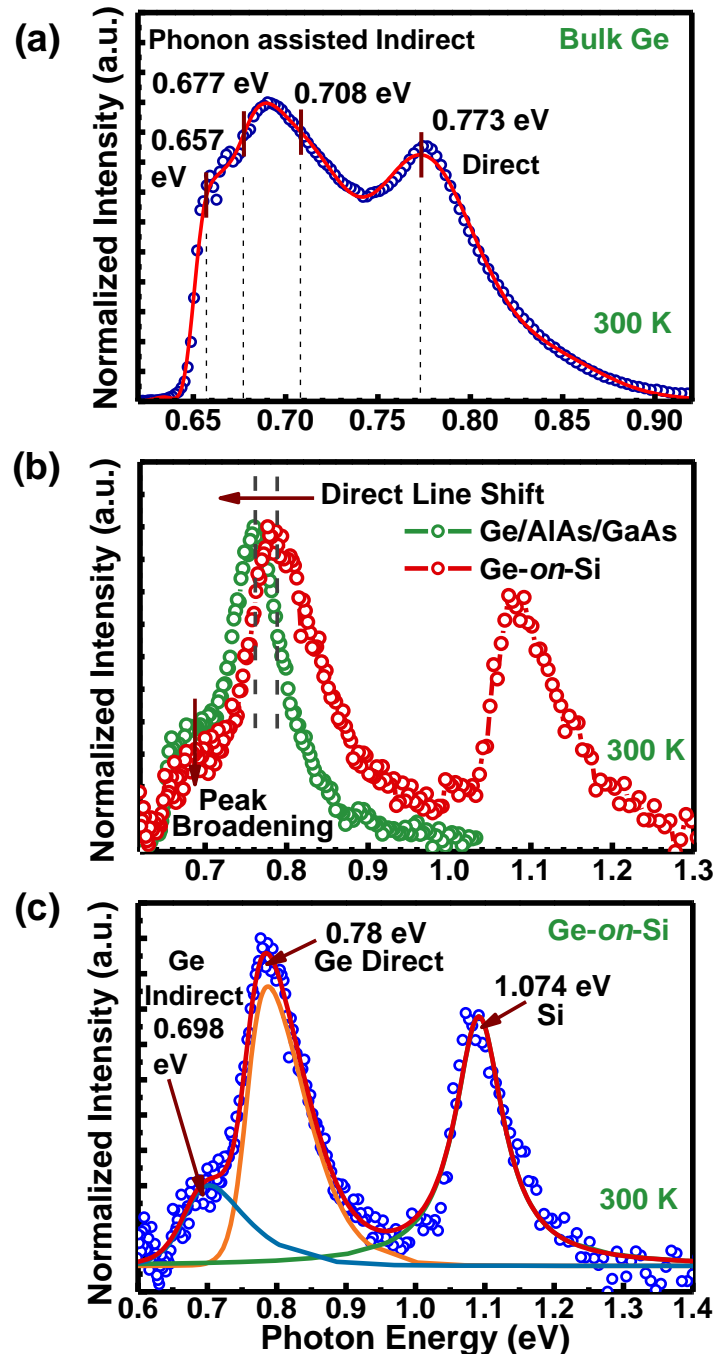 (a)
Normalized Intensity (a.u.)
Phonon assisted Indirect
Bulk Ge
0.677 eV
0.708 eV
0.657
eV
0.773 eV
Direct
300 K
0.65 0.70 0.75 0.80 0.85 0.90
(b)
Normalized Intensity (a.u.)
Direct Line Shift
Ge/AlAs/GaAs
Ge-on-Si
300 K
Peak
Broadening
0.7 0.8 0.9 1.0 1.1 1.2 1.3
(c)
Normalized Intensity (a.u.)
Ge-on-Si
0.78 eV
Ge Direct
Ge
Indirect
0.698
eV
1.074 eV
Si
300 K
0.6 0.7 0.8 0.9 1.0 1.1 1.2 1.3 1.4
Photon Energy (eV)